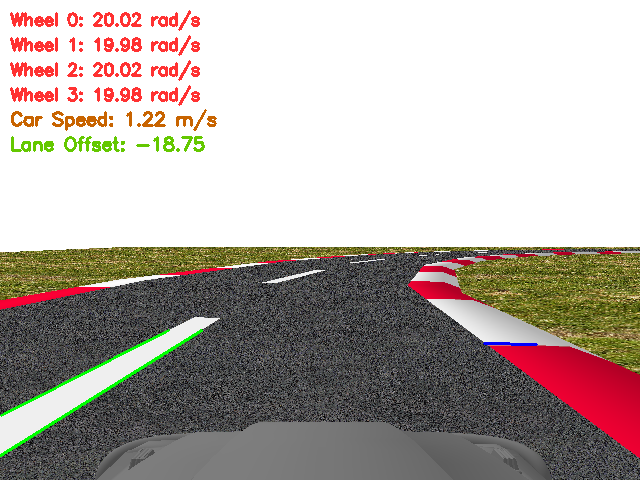 Wheel 0: 20.02 rad/s
Wheel 1: 19.98 rad/s
Wheel 2: 20.02 rad/s
Wheel 3: 19.98 rad/s
Car Speed: 1.22 m/s
Lane Offset: -18.75